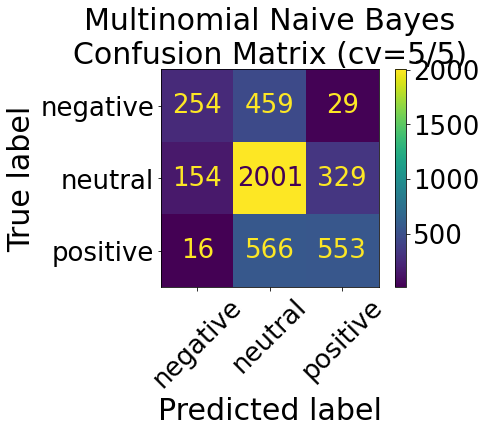 Multinomial Naive Bayes
Confusion Matrix (cv=5/5)
True label
negative 254 459 29
neutral 154 2001 329
positive 16 566 553
2000
1500
1000
500
negative neutral positive
Predicted label